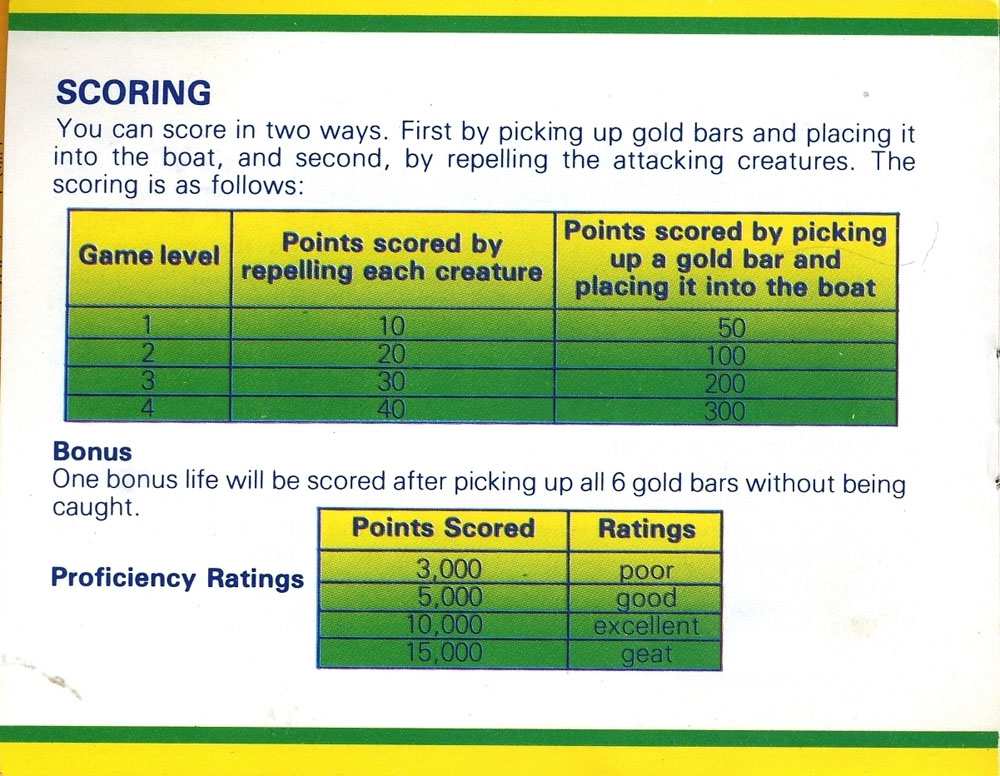 SCORING
You can score in two ways. First by picking up gold bars and placing it
into the boat, and second, by repelling the attacking creatures. The
scoring is as follows:
Game level
Points scored by
repelling each creature
Points scored by picking
up a gold bar and
placing it into the boat
1 10 50
2 20 100
3 30 200
4 40 300
Bonus
One bonus life will be scored after picking up all 6 gold bars without being
caught.
Proficiency Ratings
Points Scored Ratings
3,000 poor
5,000 good
10,000 excellent
15,000 geat